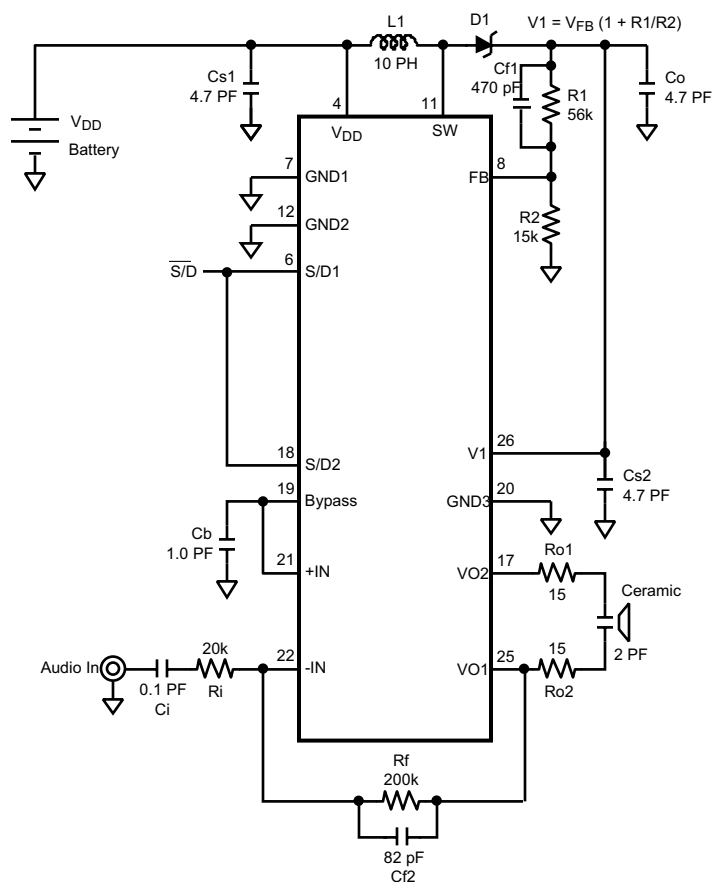 L1
10 PH
D1
V1 = VFB (1 + R1/R2)
Cs1
4.7 PF
Cf1
470 pF
R1
56k
Co
4.7 PF
VDD
Battery
4
VDD
11
SW
7
GND1
8
FB
12
GND2
R2
15k
S/D
6
S/D1
18
S/D2
26
V1
Cs2
4.7 PF
19
Bypass
20
GND3
Cb
1.0 PF
21
+IN
17
VO2
Ro1
15
Ceramic
2 PF
Audio In
0.1 PF
Ci
20k
Ri
22
-IN
25
VO1
15
Ro2
Rf
200k
82 pF
Cf2